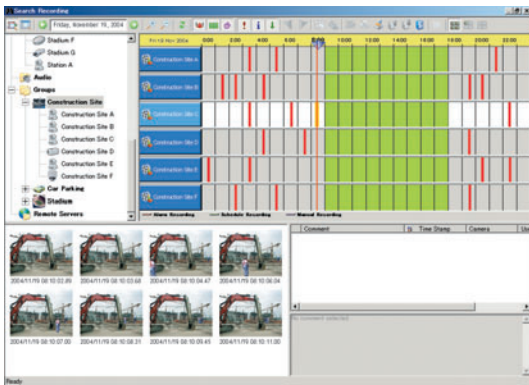 Search Recording
Friday, November 19, 2004
Stadium F
Stadium G
Station A
Audio
Groups
Construction Site
Construction Site A
Construction Site B
Construction Site C
Construction Site D
Construction Site E
Construction Site F
Car Parking
Stadium
Remote Servers
Fri 19 Nov 2004 0:00 2:00 4:00 6:00 8:00 10:00 12:00 14:00 16:00 18:00 20:00 22:00
Construction Site A
Construction Site B
Construction Site C
Construction Site D
Construction Site E
Construction Site F
Alarm Recording Schedule Recording Manual Recording
2004/11/19 08:10:02.89 2004/11/19 08:10:03.68 2004/11/19 08:10:04.47 2004/11/19 08:10:06.04
2004/11/19 08:10:07.00 2004/11/19 08:10:08.21 2004/11/19 08:10:09.45 2004/11/19 08:10:11.00
Comment Time Stamp Camera
No comment selected
Ready